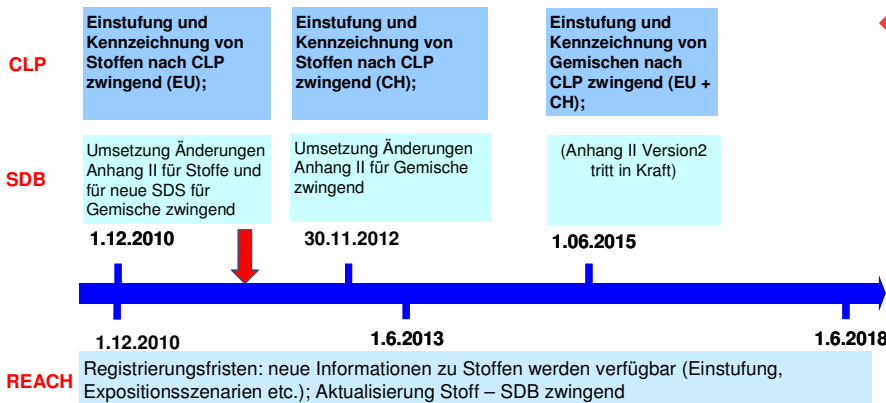 CLP
Einstufung und
Kennzeichnung von
Stoffen nach CLP
zwingend (EU);
Einstufung und
Kennzeichnung von
Stoffen nach CLP
zwingend (CH);
Einstufung und
Kennzeichnung von
Gemischen nach
CLP zwingend (EU +
CH);
SDB
Umsetzung Änderungen
Anhang II für Stoffe und
für neue SDS für
Gemische zwingend
Umsetzung Änderungen
Anhang II für Gemische
zwingend
(Anhang II Version2
tritt in Kraft)
1.12.2010
30.11.2012
1.06.2015
1.12.2010
1.6.2013
1.6.2018
REACH
Registrierungsfristen: neue Informationen zu Stoffen werden verfügbar (Einstufung,
Expositionsszenarien etc.); Aktualisierung Stoff – SDB zwingend